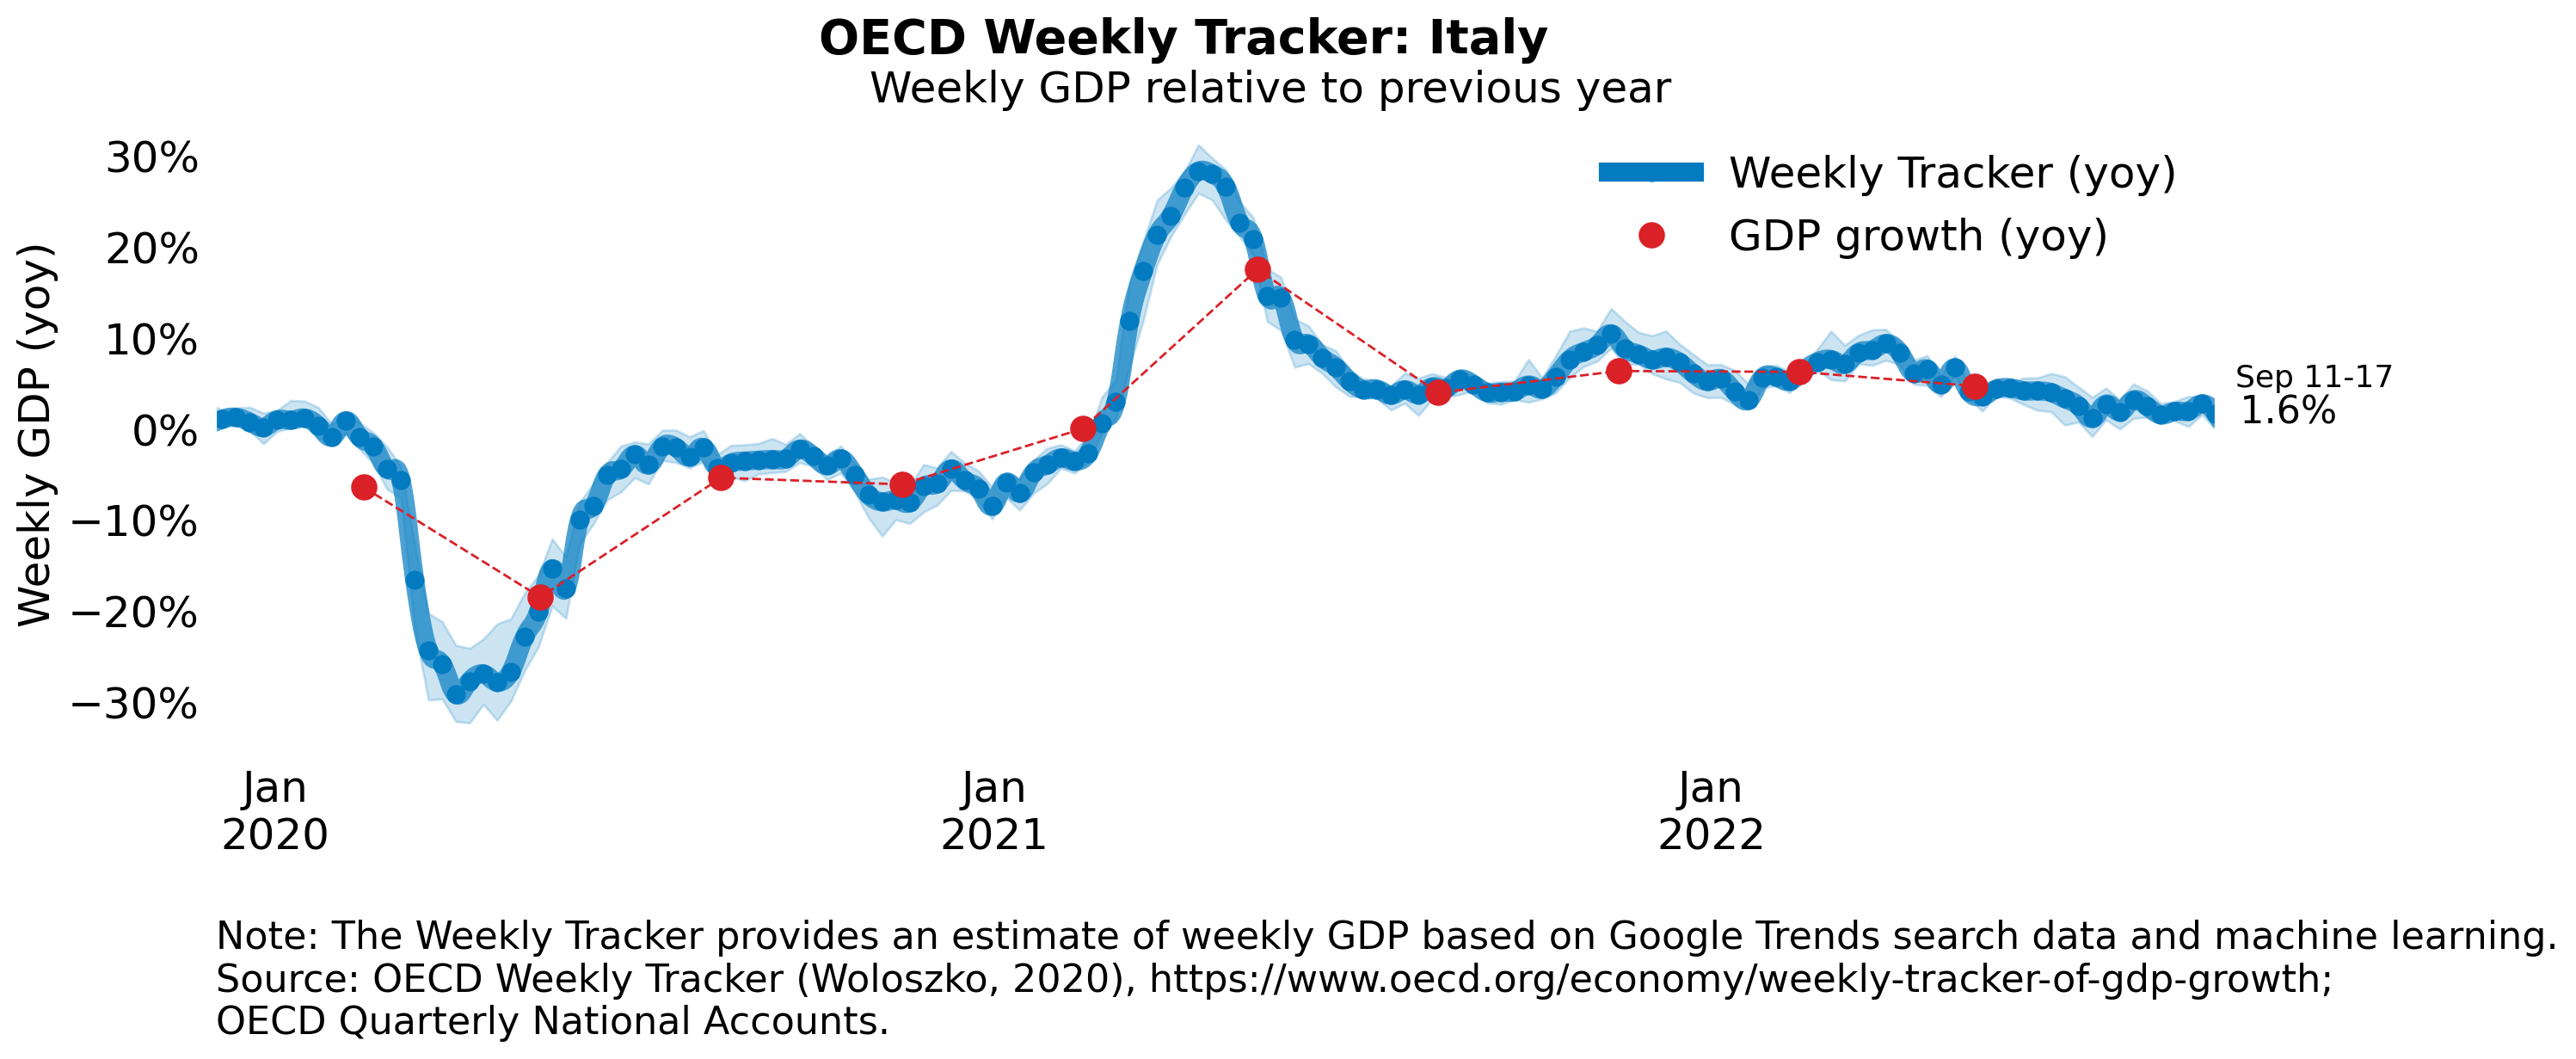 OECD Weekly Tracker: Italy
Weekly GDP relative to previous year
Weekly GDP (yoy)
30%
20%
10%
0%
−10%
−20%
−30%
Weekly Tracker (yoy)
GDP growth (yoy)
Sep 11-17
1.6%
Jan
2020
Jan
2021
Jan
2022
Note: The Weekly Tracker provides an estimate of weekly GDP based on Google Trends search data and machine learning.
Source: OECD Weekly Tracker (Woloszko, 2020), https://www.oecd.org/economy/weekly-tracker-of-gdp-growth;
OECD Quarterly National Accounts.